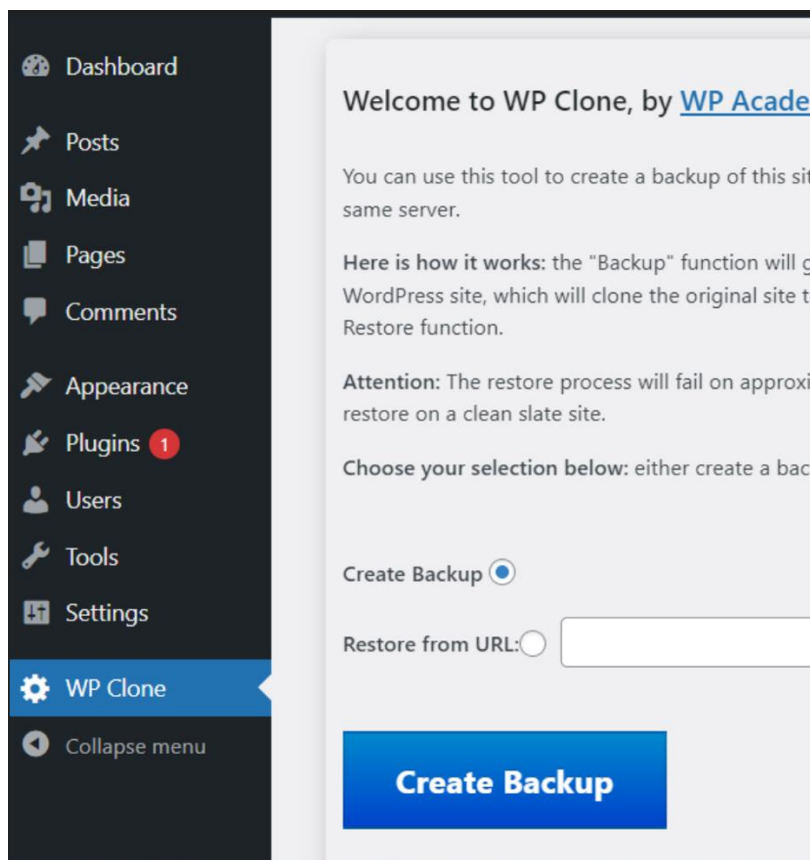 Dashboard
Posts
Media
Pages
Comments
Appearance
Plugins 1
Users
Tools
Settings
WP Clone
Collapse menu
Welcome to WP Clone, by WP Acade
You can use this tool to create a backup of this sit
same server.
Here is how it works: the "Backup" function will g
WordPress site, which will clone the original site t
Restore function.
Attention: The restore process will fail on approxi
restore on a clean slate site.
Choose your selection below: either create a bac
Create Backup
Restore from URL:
Create Backup